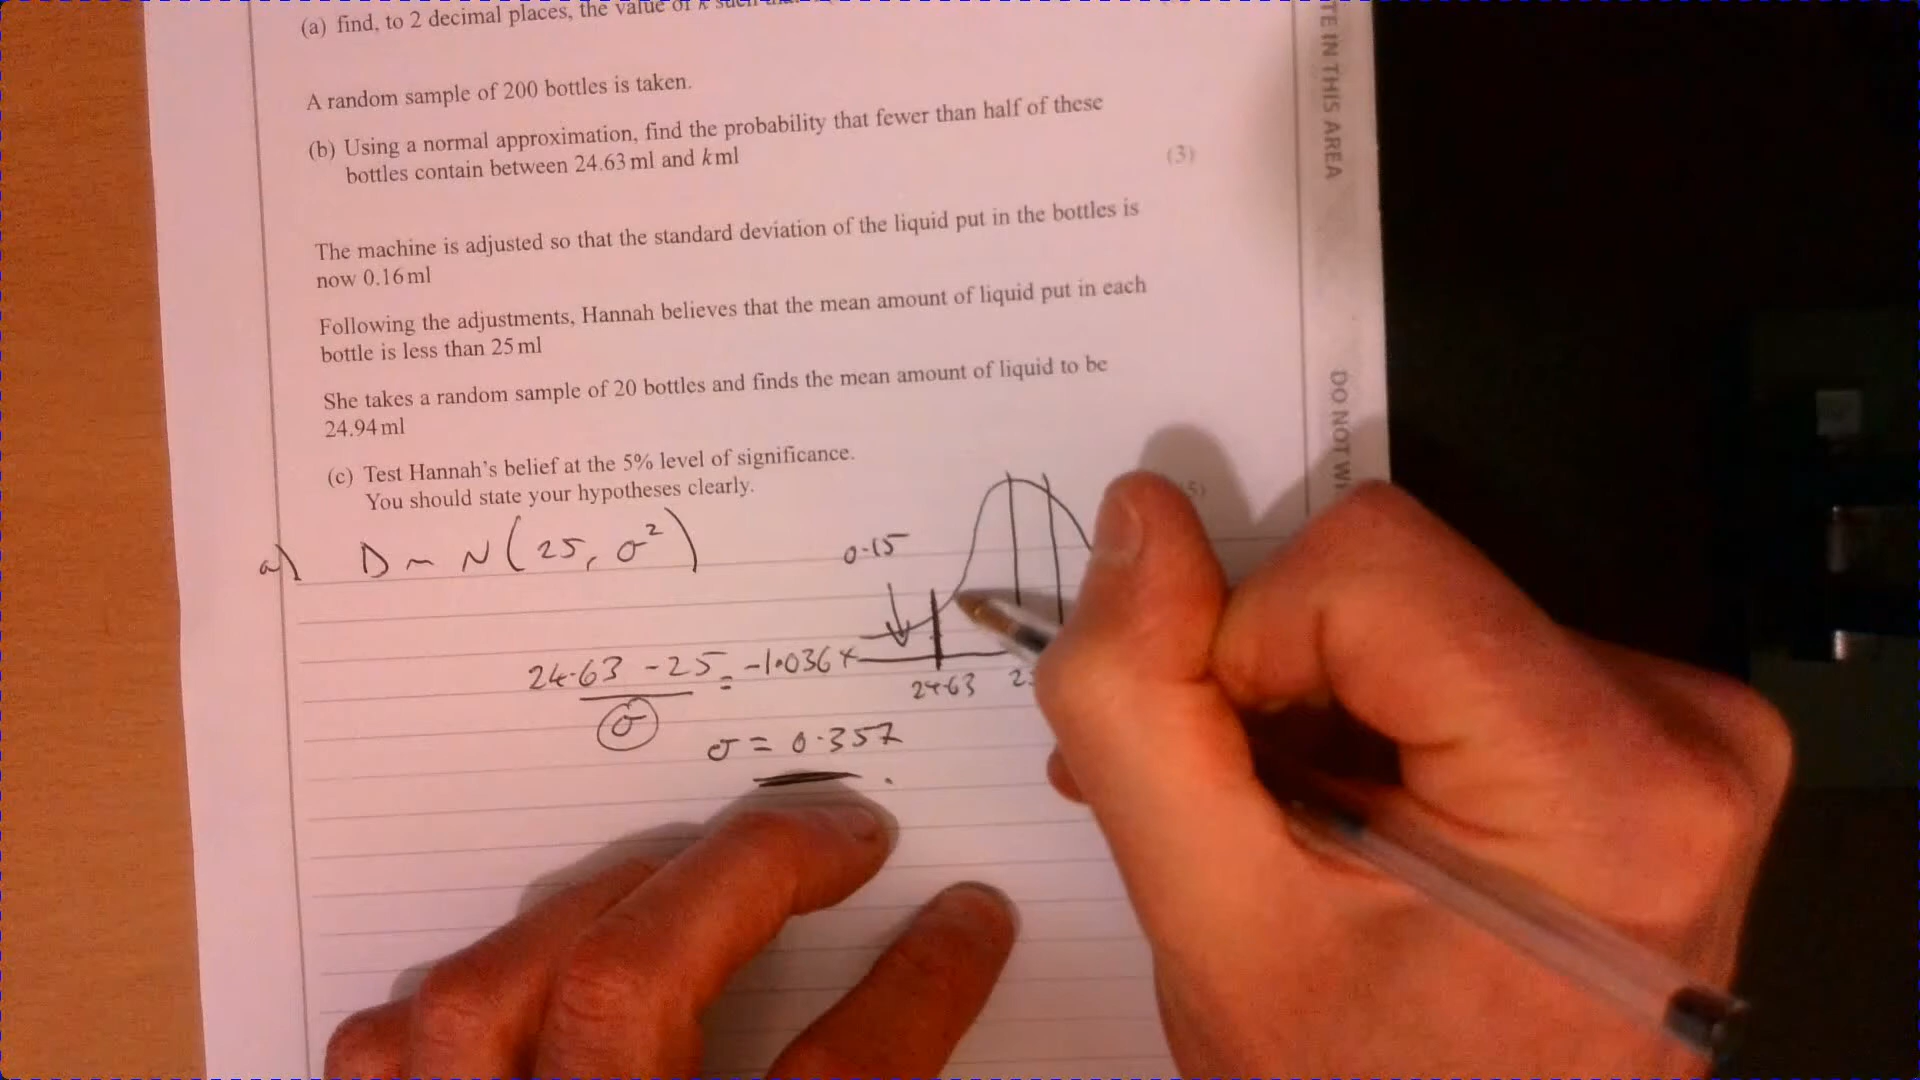 (a) find, to 2 decimal places, the value of k such
A random sample of 200 bottles is taken.
(b) Using a normal approximation, find the probability that fewer than half of these
bottles contain between 24.63 ml and k ml
(3)
The machine is adjusted so that the standard deviation of the liquid put in the bottles is
now 0.16 ml
Following the adjustments, Hannah believes that the mean amount of liquid put in each
bottle is less than 25 ml
She takes a random sample of 20 bottles and finds the mean amount of liquid to be
24.94 ml
(c) Test Hannah's belief at the 5% level of significance.
You should state your hypotheses clearly.
5)
a) D ~ N(25, σ²)
0.15
24.63 - 25 = -1.0364
σ
24.63
σ = 0.357
TE IN THIS AREA
DO NOT W